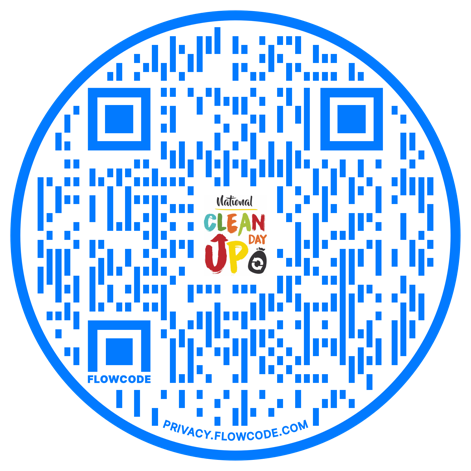 National
CLEAN
UP DAY
FLOWCODE
PRIVACY.FLOWCODE.COM